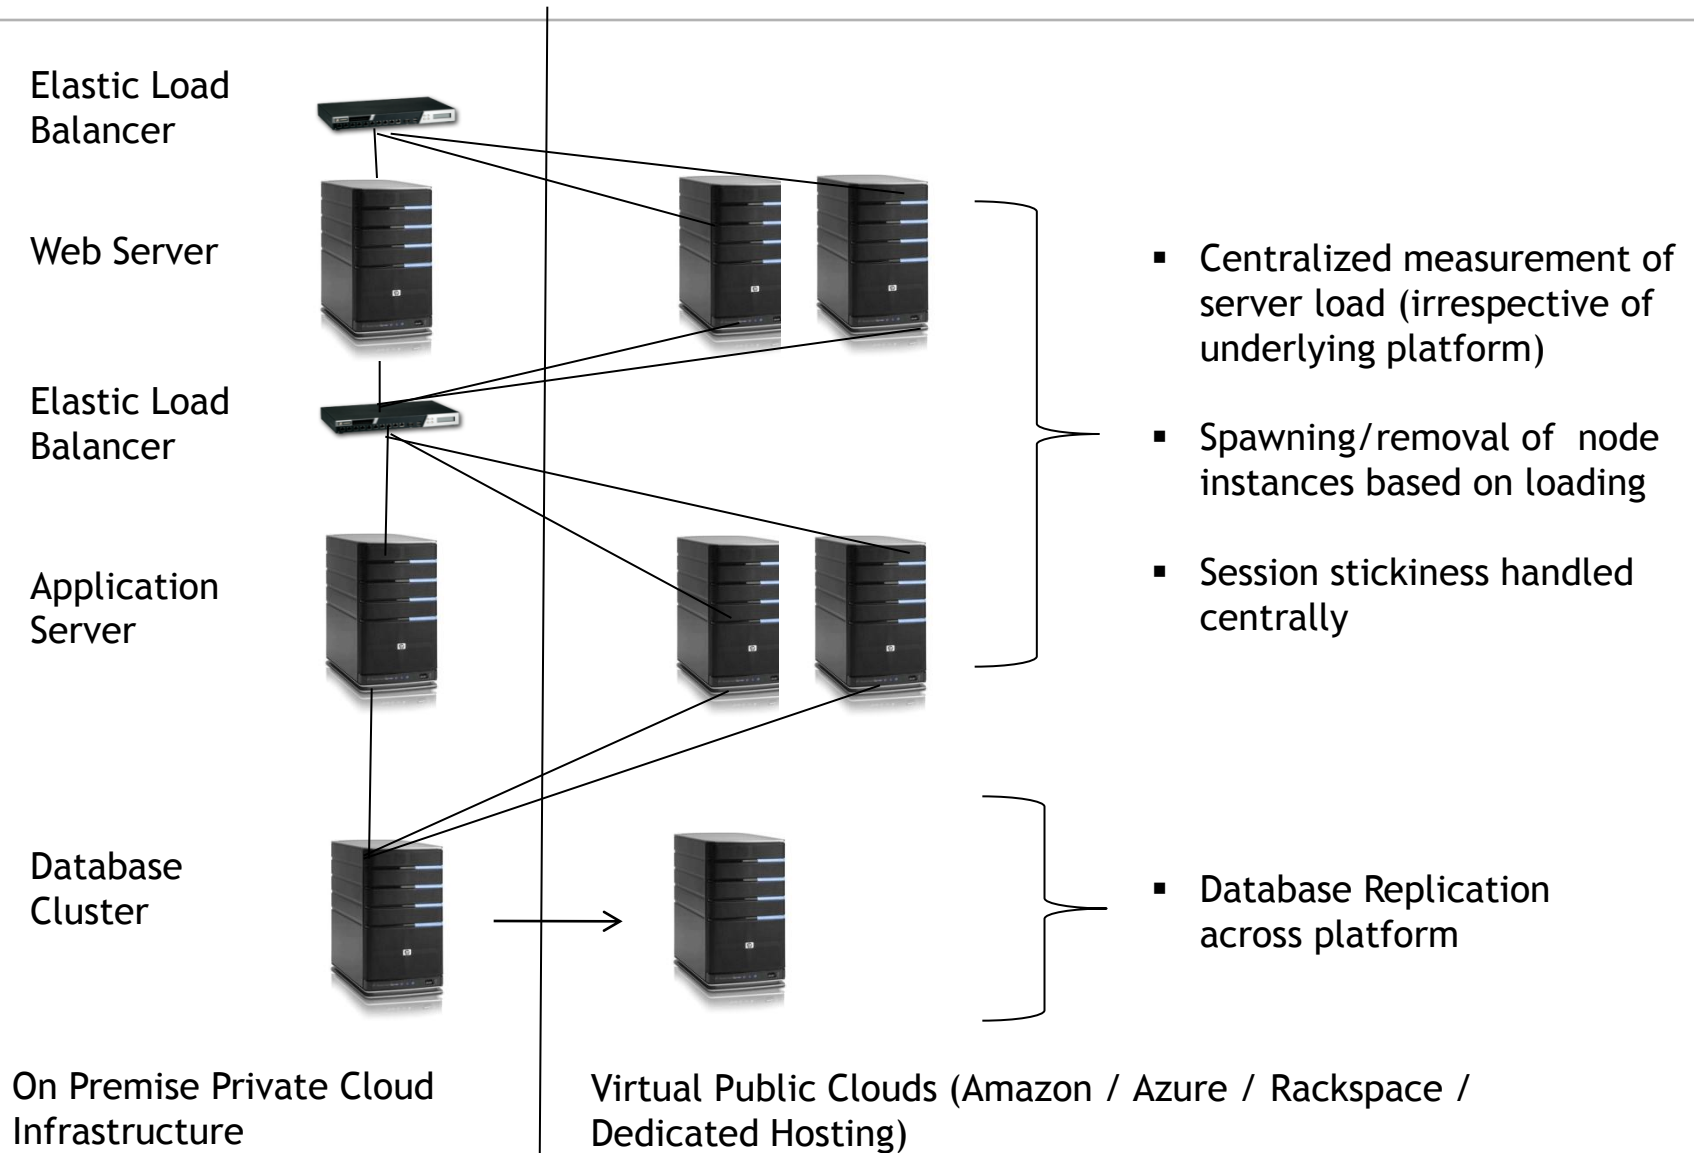 Elastic Load
Balancer
Web Server
Elastic Load
Balancer
Application
Server
Database
Cluster
▪ Centralized measurement of
server load (irrespective of
underlying platform)
▪ Spawning/removal of node
instances based on loading
▪ Session stickiness handled
centrally
▪ Database Replication
across platform
On Premise Private Cloud
Infrastructure
Virtual Public Clouds (Amazon / Azure / Rackspace /
Dedicated Hosting)